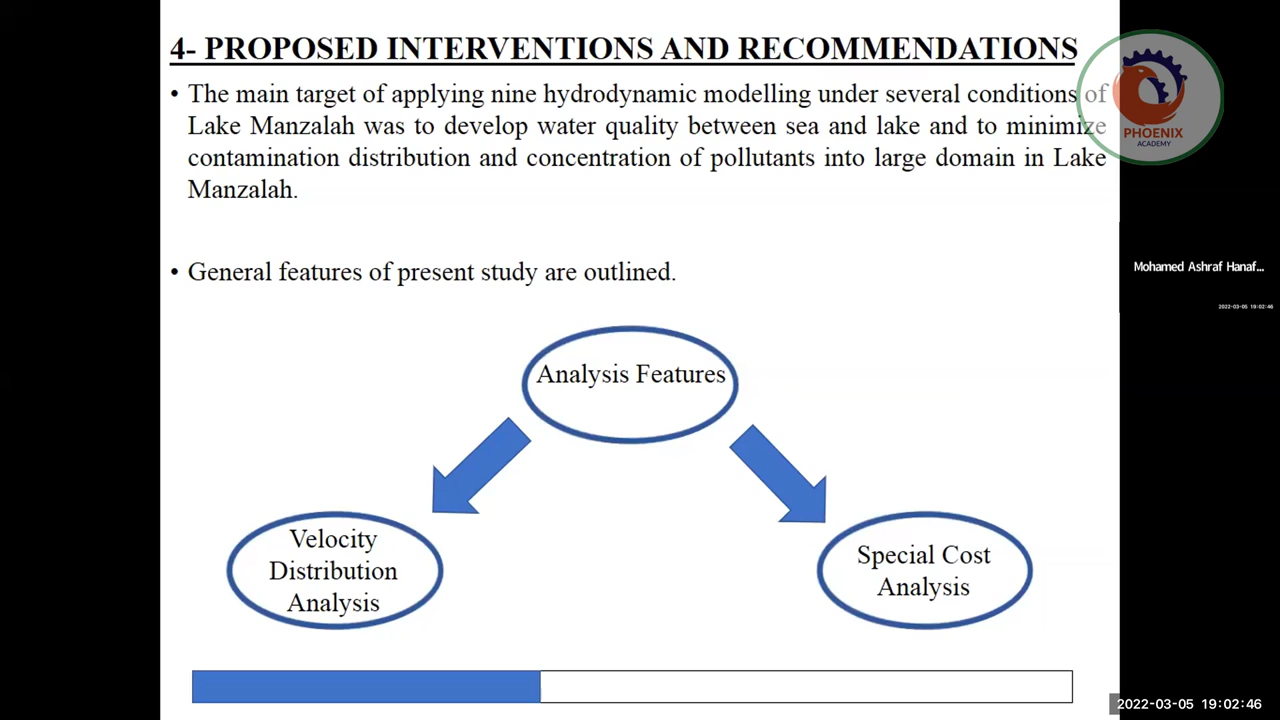 4- PROPOSED INTERVENTIONS AND RECOMMENDATIONS
• The main target of applying nine hydrodynamic modelling under several conditions of
Lake Manzalah was to develop water quality between sea and lake and to minimize
contamination distribution and concentration of pollutants into large domain in Lake
Manzalah.
• General features of present study are outlined.
Analysis Features
Velocity
Distribution
Analysis
Special Cost
Analysis
PHOENIX
ACADEMY
Mohamed Ashraf Hanaf...
2022-03-05 19:02:46
2022-03-05 19:02:46